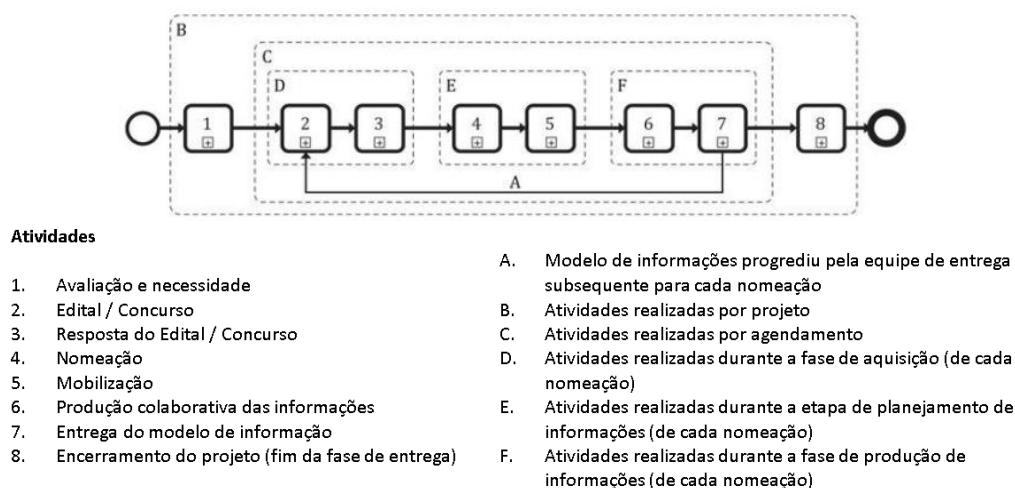 B
C
D
E
F
1
2
3
4
5
6
7
8
A
Atividades
1. Avaliação e necessidade
2. Edital / Concurso
3. Resposta do Edital / Concurso
4. Nomeação
5. Mobilização
6. Produção colaborativa das informações
7. Entrega do modelo de informação
8. Encerramento do projeto (fim da fase de entrega)
A. Modelo de informações progrediu pela equipe de entrega
subsequente para cada nomeação
B. Atividades realizadas por projeto
C. Atividades realizadas por agendamento
D. Atividades realizadas durante a fase de aquisição (de cada
nomeação)
E. Atividades realizadas durante a etapa de planejamento de
informações (de cada nomeação)
F. Atividades realizadas durante a fase de produção de
informações (de cada nomeação)